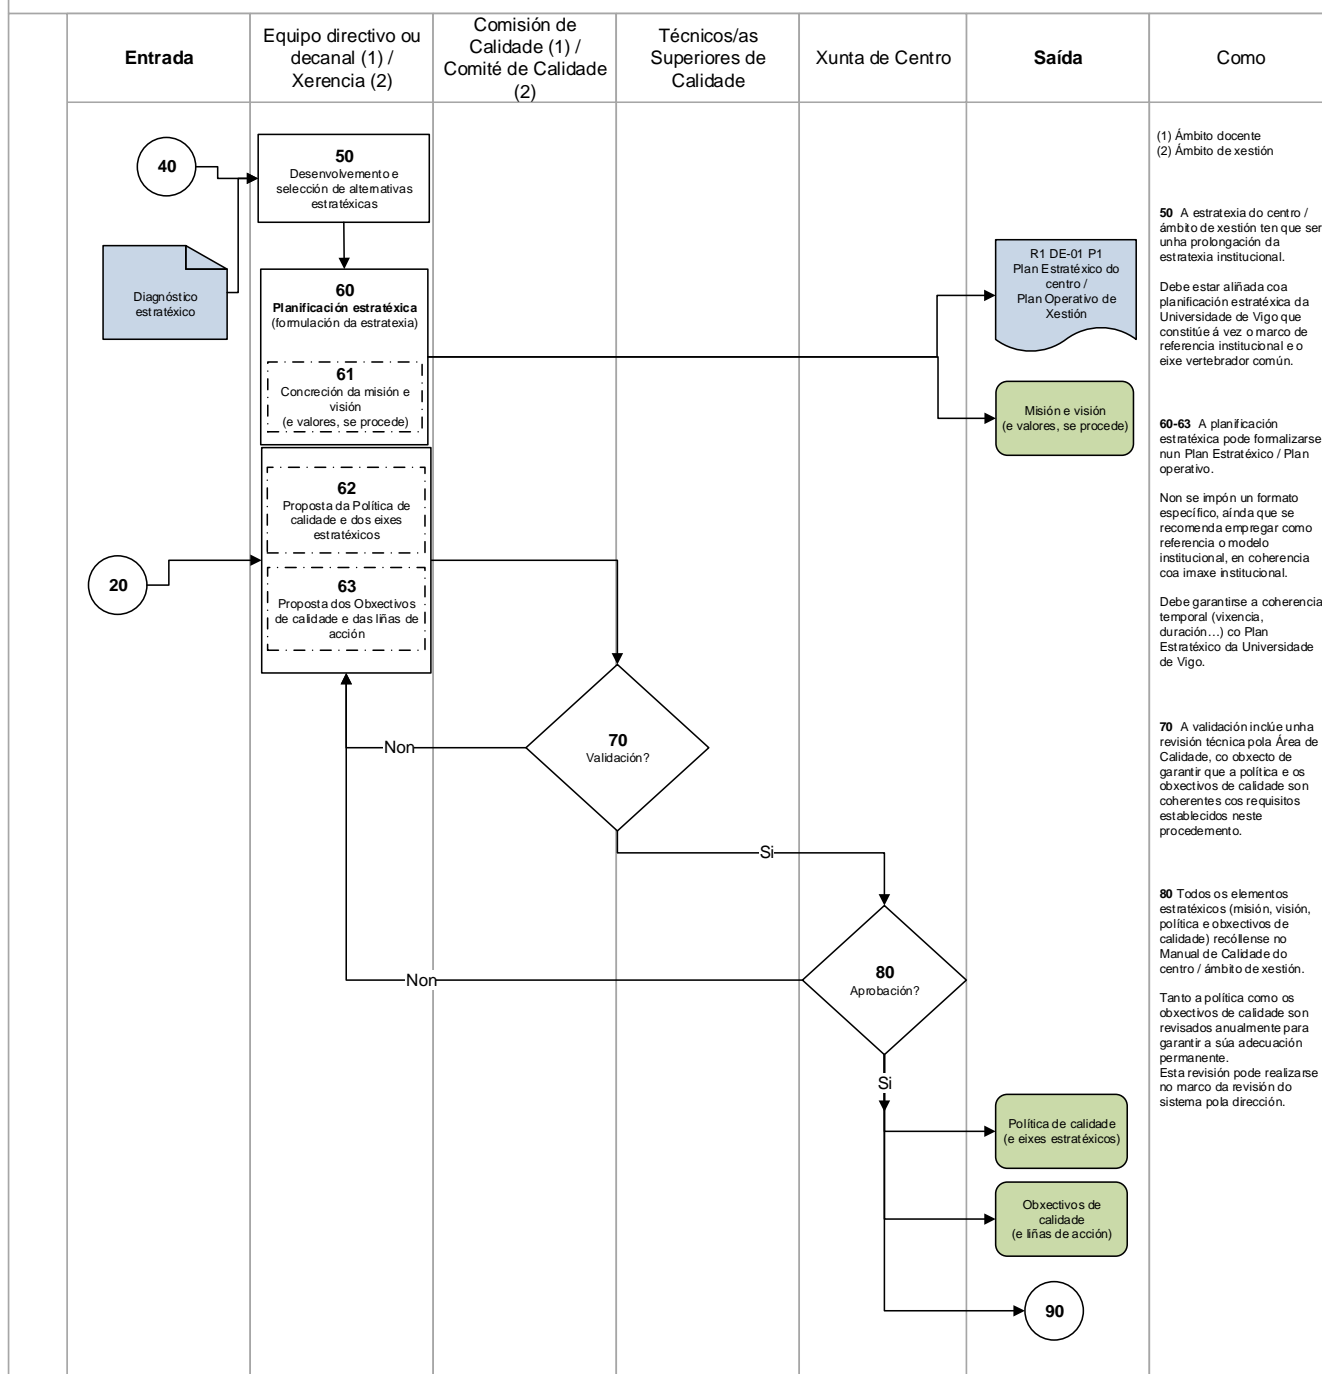 Entrada
Equipo directivo ou
decanal (1) /
Xerencia (2)
Comisión de
Calidade (1) /
Comité de Calidade
(2)
Técnicos/as
Superiores de
Calidade
Xunta de Centro
Saída
Como
40
50
Desenvolvemento e
selección de alternativas
estratéxicas
Diagnóstico
estratéxico
60
Planificación estratéxica
(formulación da estratexia)
61
Concreción da misión e
visión
(e valores, se procede)
R1 DE-01 P1
Plan Estratéxico do
centro /
Plan Operativo de
Xestión
Misión e visión
(e valores, se procede)
62
Proposta da Política de
calidade e dos eixes
estratéxicos
20
63
Proposta dos Obxectivos
de calidade e das liñas de
acción
70
Validación?
Non
Si
80
Aprobación?
Non
Si
Política de calidade
(e eixes estratéxicos)
Obxectivos de
calidade
(e liñas de acción)
90
(1) Ámbito docente
(2) Ámbito de xestión
50 A estratexia do centro /
ámbito de xestión ten que ser
unha prolongación da
estratexia institucional.
Debe estar aliñada coa
planificación estratéxica da
Universidade de Vigo que
constitúe á vez o marco de
referencia institucional e o
eixe vertebrador común.
60-63 A planificación
estratéxica pode formalizarse
nun Plan Estratéxico / Plan
operativo.
Non se impón un formato
específico, aínda que se
recomenda empregar como
referencia o modelo
institucional, en coherencia
coa imaxe institucional.
Debe garantirse a coherencia
temporal (vixencia,
duración...) co Plan
Estratéxico da Universidade
de Vigo.
70 A validación inclúe unha
revisión técnica pola Área de
Calidade, co obxecto de
garantir que a política e os
obxectivos de calidade son
coherentes cos requisitos
establecidos neste
procedemento.
80 Todos os elementos
estratéxicos (misión, visión,
política e obxectivos de
calidade) recóllense no
Manual de Calidade do
centro / ámbito de xestión.
Tanto a política como os
obxectivos de calidade son
revisados anualmente para
garantir a súa adecuación
permanente.
Esta revisión pode realizarse
no marco da revisión do
sistema pola dirección.